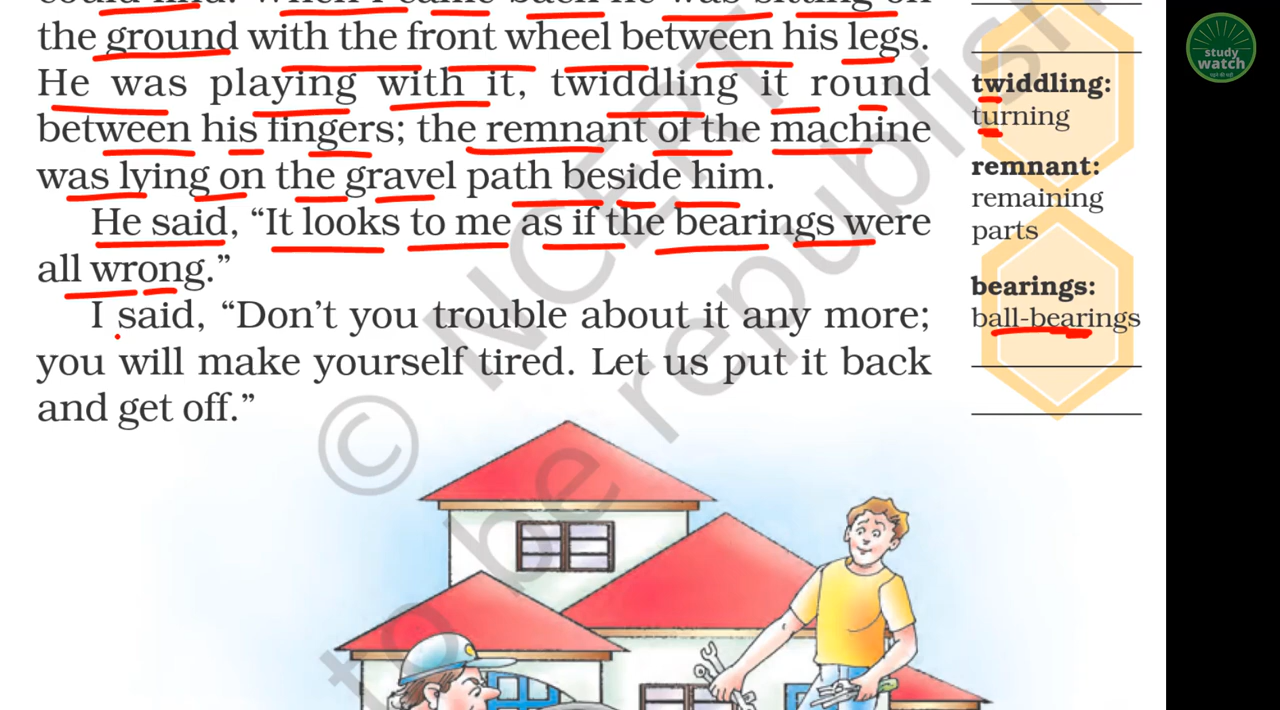 the ground with the front wheel between his legs.
He was playing with it, twiddling it round
between his fingers; the remnant of the machine
was lying on the gravel path beside him.
He said, “It looks to me as if the bearings were
all wrong.”
I said, “Don’t you trouble about it any more;
you will make yourself tired. Let us put it back
and get off.”
twiddling:
turning
remnant:
remaining
parts
bearings:
ball-bearings
study
watch
© NCERT
to be republish